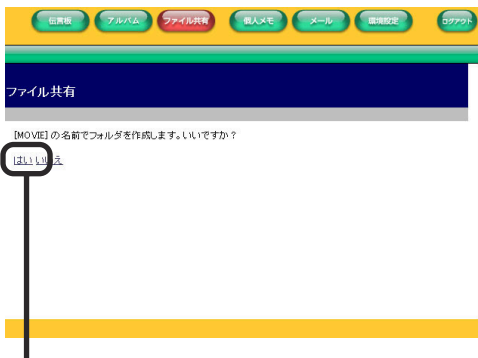 伝言板 アルバム ファイル共有 個人メモ メール 環境設定 ログアウト
ファイル共有
[MOVIE] の名前でフォルダを作成します。いいですか?
はい いいえ